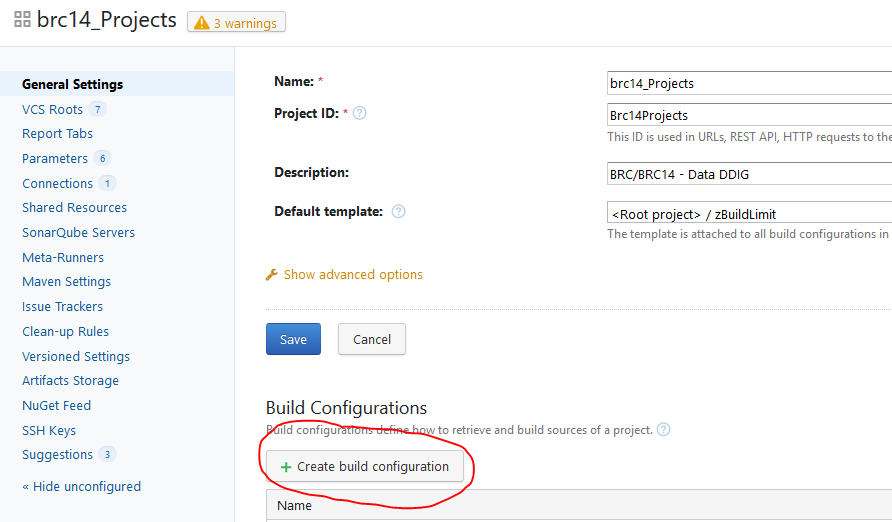 brc14_Projects
3 warnings
General Settings
VCS Roots 7
Report Tabs
Parameters 6
Connections 1
Shared Resources
SonarQube Servers
Meta-Runners
Maven Settings
Issue Trackers
Clean-up Rules
Versioned Settings
Artifacts Storage
NuGet Feed
SSH Keys
Suggestions 3
« Hide unconfigured
Name: * brc14_Projects
Project ID: * ? Brc14Projects
This ID is used in URLs, REST API, HTTP requests to the
Description: BRC/BRC14 - Data DDIG
Default template: ? <Root project> / zBuildLimit
The template is attached to all build configurations in
Show advanced options
Save Cancel
Build Configurations
Build configurations define how to retrieve and build sources of a project. ?
+ Create build configuration
Name